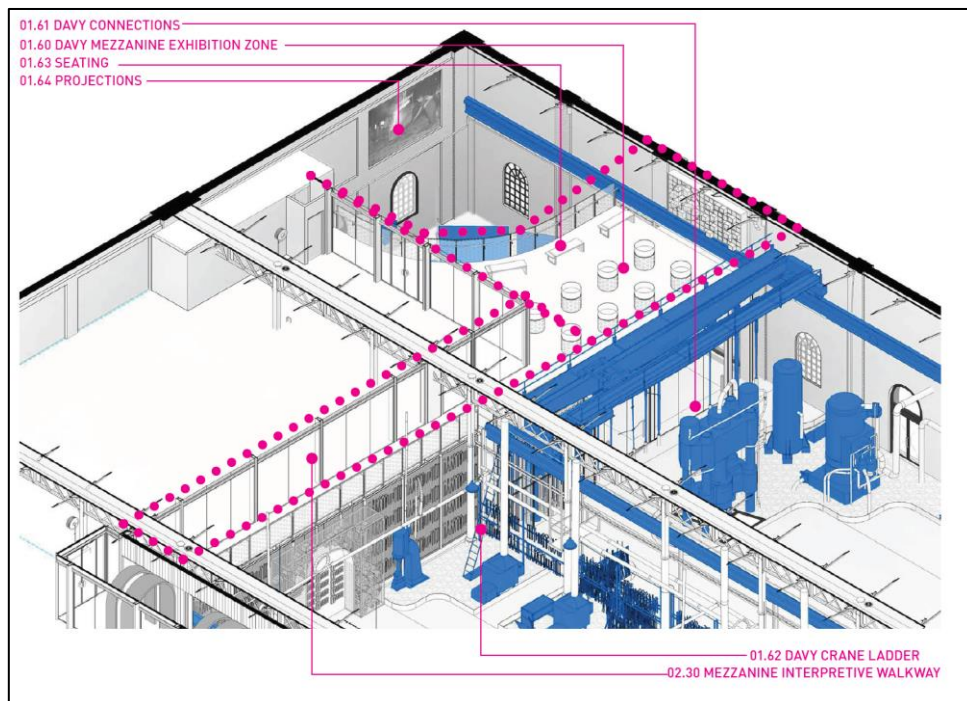 01.61 DAVY CONNECTIONS
01.60 DAVY MEZZANINE EXHIBITION ZONE
01.63 SEATING
01.64 PROJECTIONS
01.62 DAVY CRANE LADDER
02.30 MEZZANINE INTERPRETIVE WALKWAY